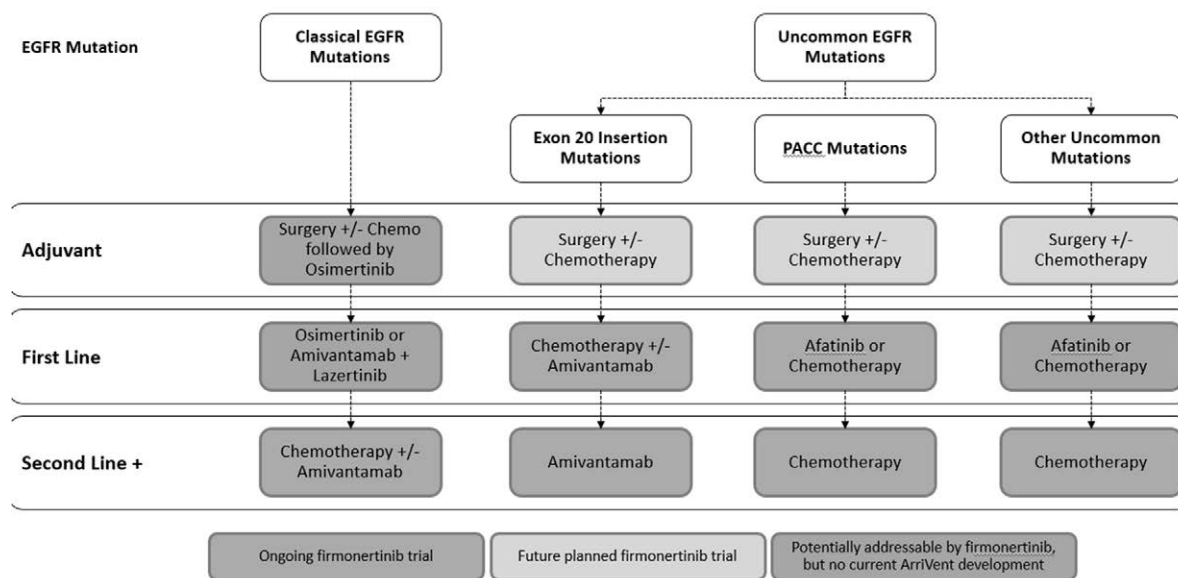 EGFR Mutation
Classical EGFR
Mutations
Uncommon EGFR
Mutations
Exon 20 Insertion
Mutations
PACC Mutations
Other Uncommon
Mutations
Adjuvant
Surgery +/- Chemo
followed by
Osimertinib
Surgery +/-
Chemotherapy
Surgery +/-
Chemotherapy
Surgery +/-
Chemotherapy
First Line
Osimertinib or
Amivantamab +
Lazertinib
Chemotherapy +/-
Amivantamab
Afatinib or
Chemotherapy
Afatinib or
Chemotherapy
Second Line +
Chemotherapy +/-
Amivantamab
Amivantamab
Chemotherapy
Chemotherapy
Ongoing firmonertinib trial
Future planned firmonertinib trial
Potentially addressable by firmonertinib,
but no current ArriVent development